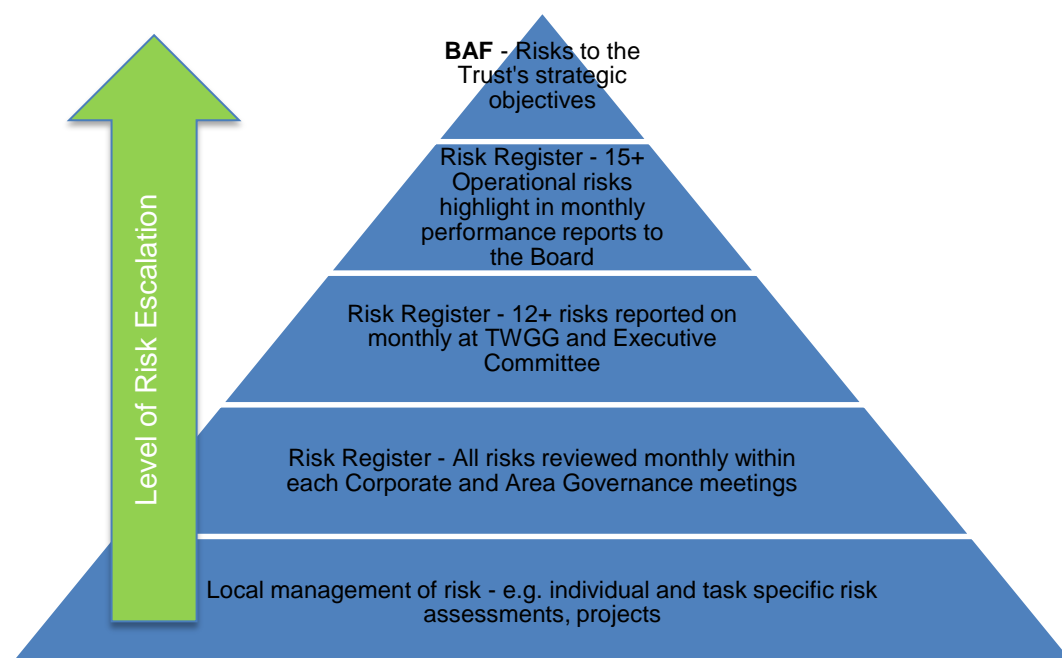 BAF - Risks to the
Trust's strategic
objectives
Risk Register - 15+
Operational risks
highlight in monthly
performance reports to
the Board
Risk Register - 12+ risks reported on
monthly at TWGG and Executive
Committee
Risk Register - All risks reviewed monthly within
each Corporate and Area Governance meetings
Local management of risk - e.g. individual and task specific risk
assessments, projects
Level of Risk Escalation